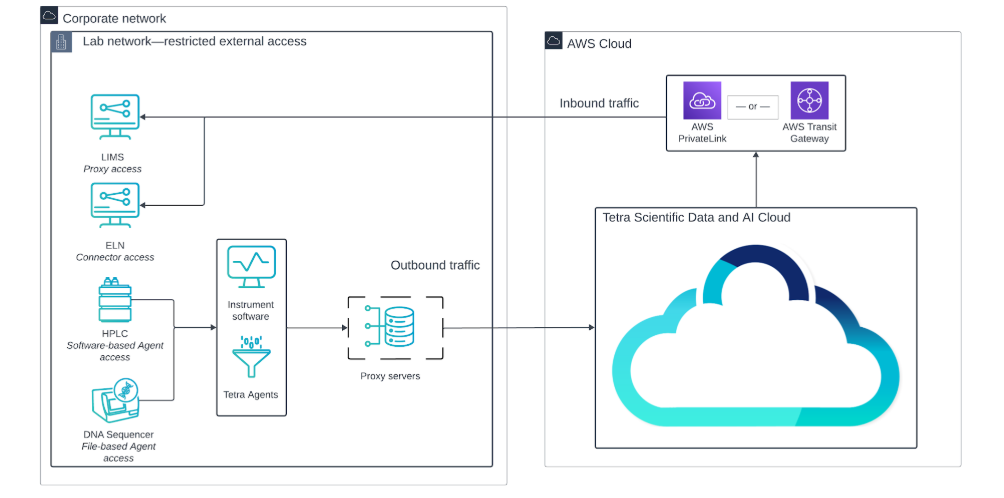 Corporate network
Lab network—restricted external access
LIMS
Proxy access
ELN
Connector access
HPLC
Software-based Agent
access
DNA Sequencer
File-based Agent
access
Instrument
software
Tetra Agents
Proxy servers
Inbound traffic
Outbound traffic
AWS Cloud
AWS
PrivateLink
— or —
AWS Transit
Gateway
Tetra Scientific Data and AI Cloud